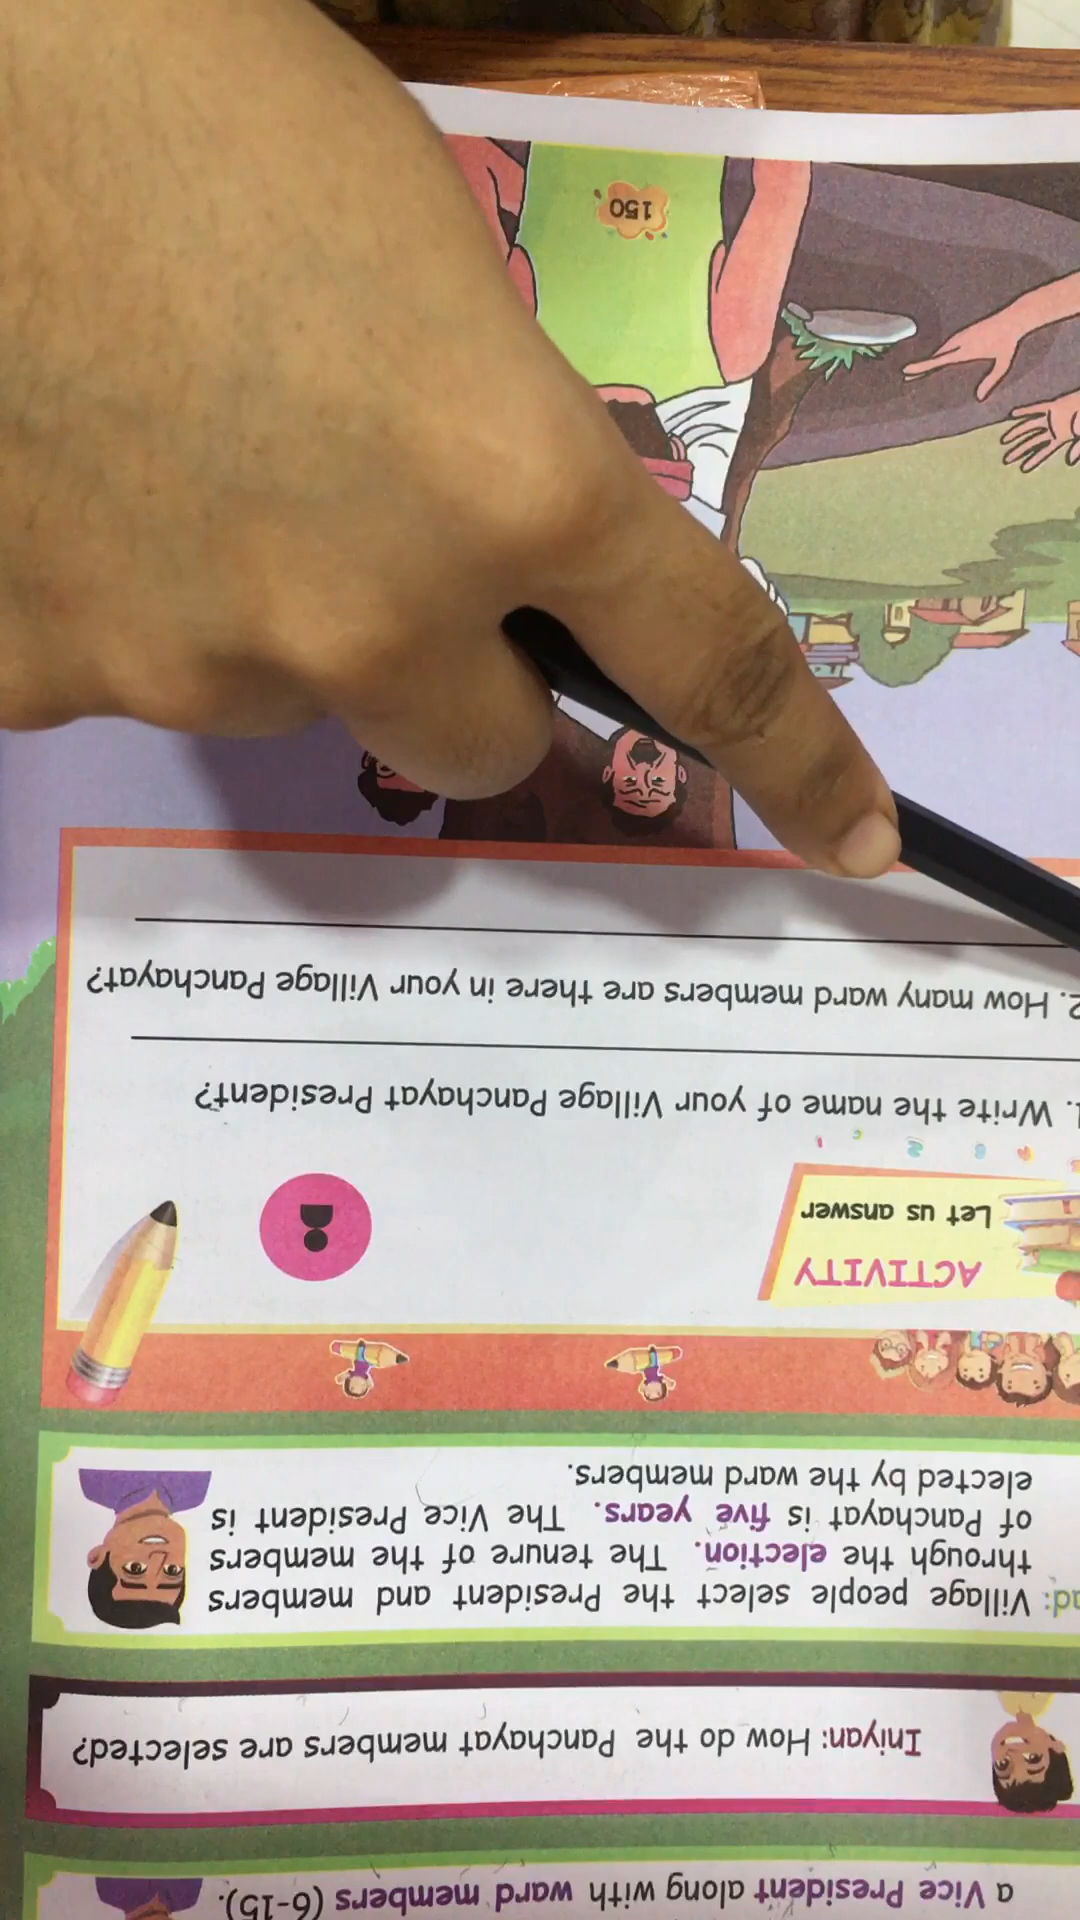 a Vice President along with ward members (6-15).
Iniyan: How do the Panchayat members are selected?
Village people select the President and members
through the election. The tenure of the members
of Panchayat is five years. The Vice President is
elected by the ward members.
ACTIVITY
Let us answer
1. Write the name of your Village Panchayat President?
2. How many ward members are there in your Village Panchayat?
150